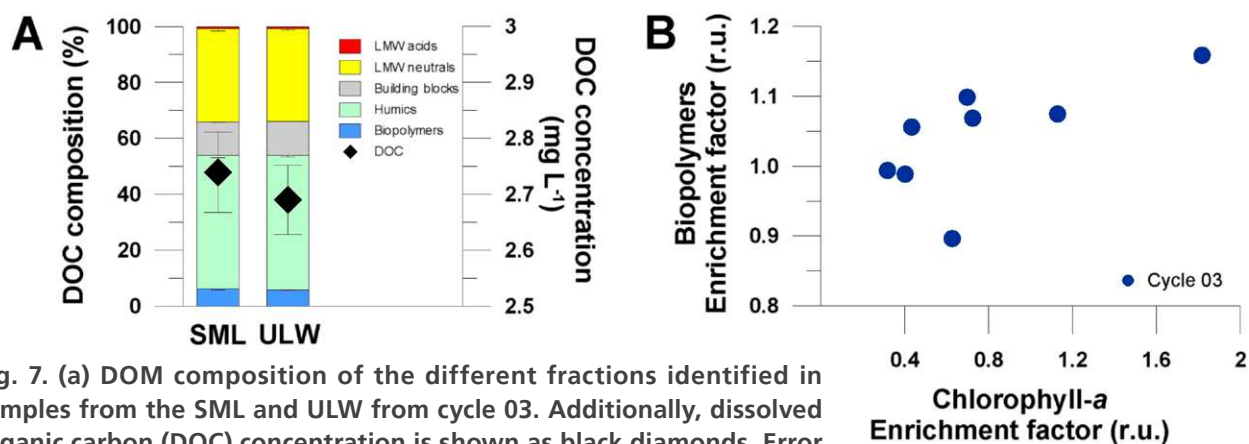 A
DOC composition (%)
100
80
60
40
20
0
SML ULW
LMW acids
LMW neutrals
Building blocks
Humics
Biopolymers
DOC
3
2.9
2.8
2.7
2.6
2.5
DOC concentration
(mg L-1)
B
Biopolymers
Enrichment factor (r.u.)
1.2
1.1
1.0
0.9
0.8
Cycle 03
0.4 0.8 1.2 1.6 2
Chlorophyll-a
Enrichment factor (r.u.)
g. 7. (a) DOM composition of the different fractions identified in
mples from the SML and ULW from cycle 03. Additionally, dissolved
ganic carbon (DOC) concentration is shown as black diamonds. Error